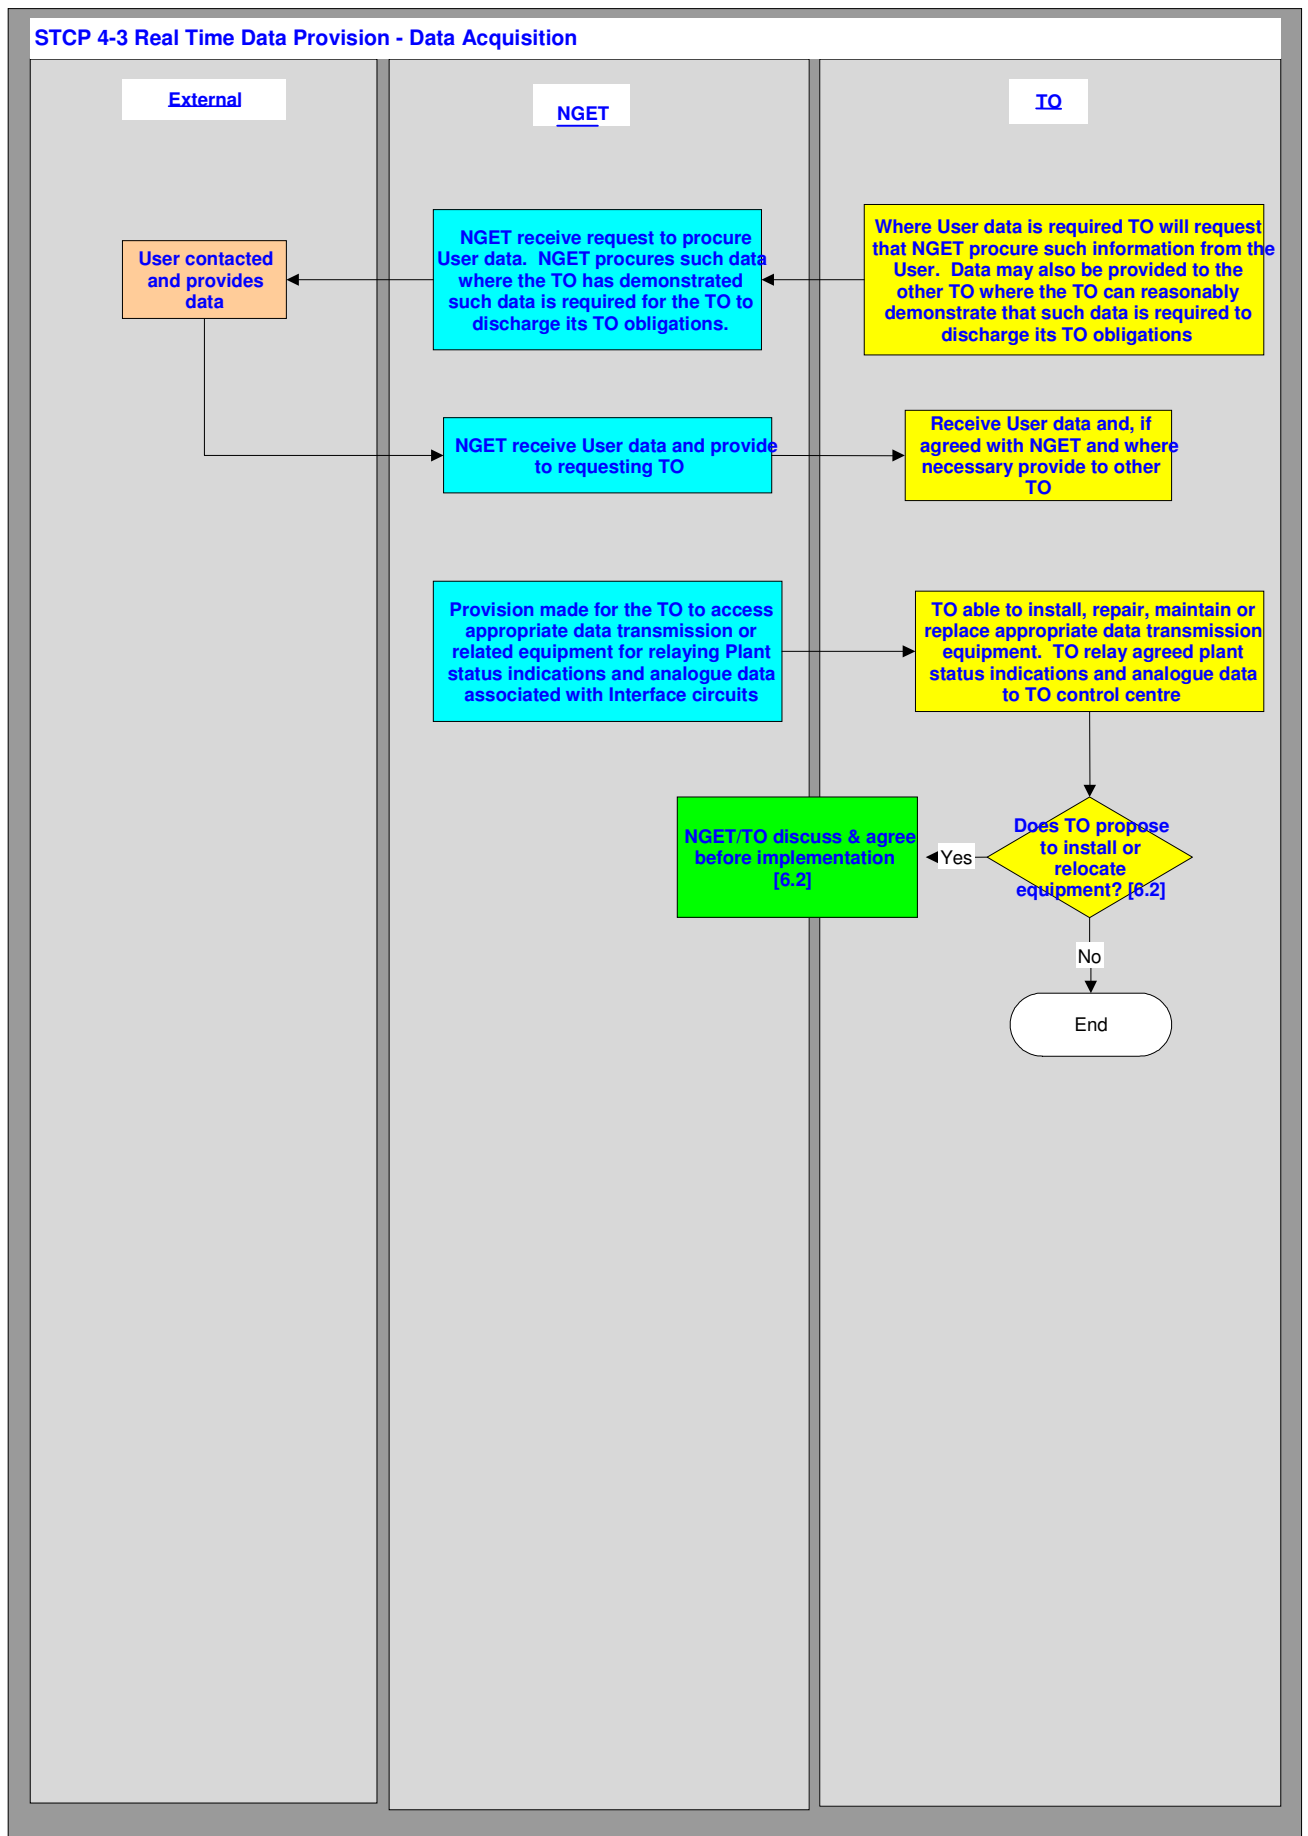 STCP 4-3 Real Time Data Provision - Data Acquisition
External
NGET
TO
Where User data is required TO will request
that NGET procure such information from the
User.  Data may also be provided to the
other TO where the TO can reasonably
demonstrate that such data is required to
discharge its TO obligations
NGET receive request to procure
User data.  NGET procures such data
where the TO has demonstrated
such data is required for the TO to
discharge its TO obligations.
User contacted
and provides
data
NGET receive User data and provide
to requesting TO
Receive User data and, if
agreed with NGET and where
necessary provide to other
TO
Provision made for the TO to access
appropriate data transmission or
related equipment for relaying Plant
status indications and analogue data
associated with Interface circuits
TO able to install, repair, maintain or
replace appropriate data transmission
equipment.  TO relay agreed plant
status indications and analogue data
to TO control centre
Does TO propose
to install or
relocate
equipment? [6.2]
Yes
NGET/TO discuss & agree
before implementation
[6.2]
No
End